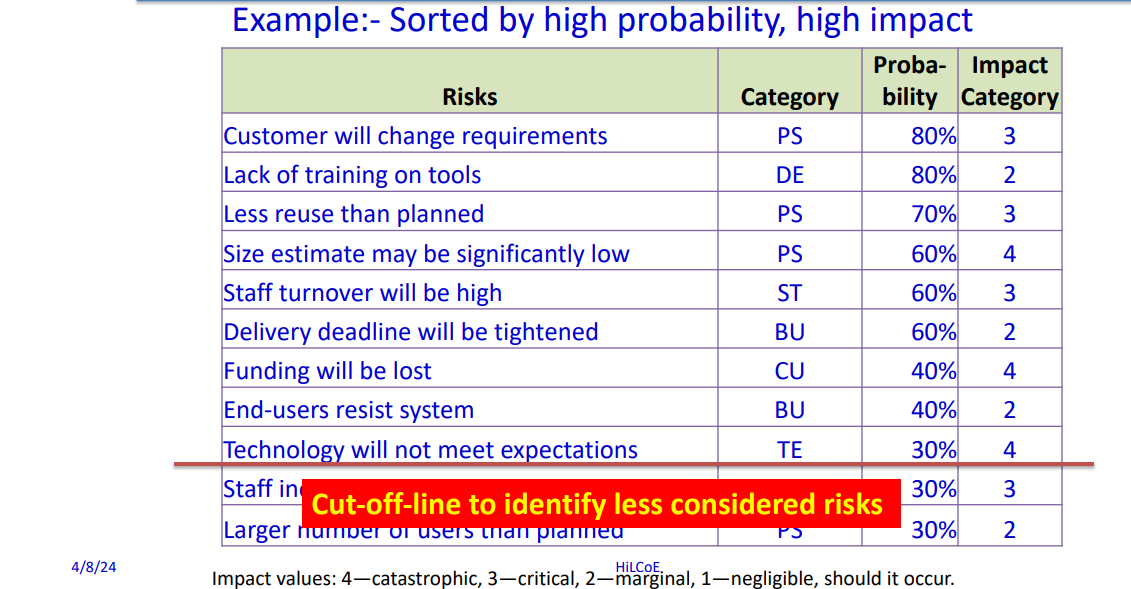 Example:- Sorted by high probability, high impact
Risks Category Proba-bility Impact Category
Customer will change requirements PS 80% 3
Lack of training on tools DE 80% 2
Less reuse than planned PS 70% 3
Size estimate may be significantly low PS 60% 4
Staff turnover will be high ST 60% 3
Delivery deadline will be tightened BU 60% 2
Funding will be lost CU 40% 4
End-users resist system BU 40% 2
Technology will not meet expectations TE 30% 4
Staff 30% 3
Cut-off-line to identify less considered risks
Larger number of users than planned PS 30% 2
4/8/24
HiLCoE
Impact values: 4—catastrophic, 3—critical, 2—marginal, 1—negligible, should it occur.